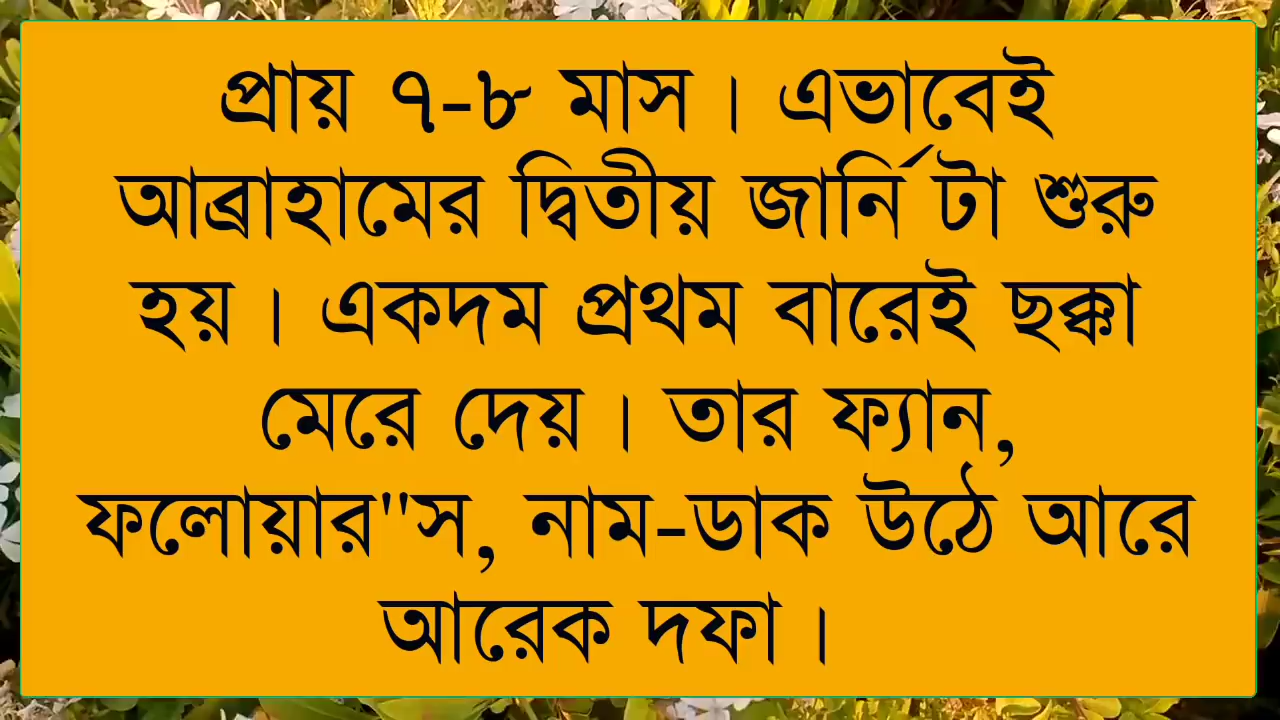 প্রায় ৭-৮ মাস । এভাবেই
আব্রাহামের দ্বিতীয় জার্নি টা শুরু
হয় । একদম প্রথম বারেই ছক্কা
মেরে দেয় । তার ফ্যান,
ফলোয়ার"স, নাম-ডাক উঠে আরে
আরেক দফা ।